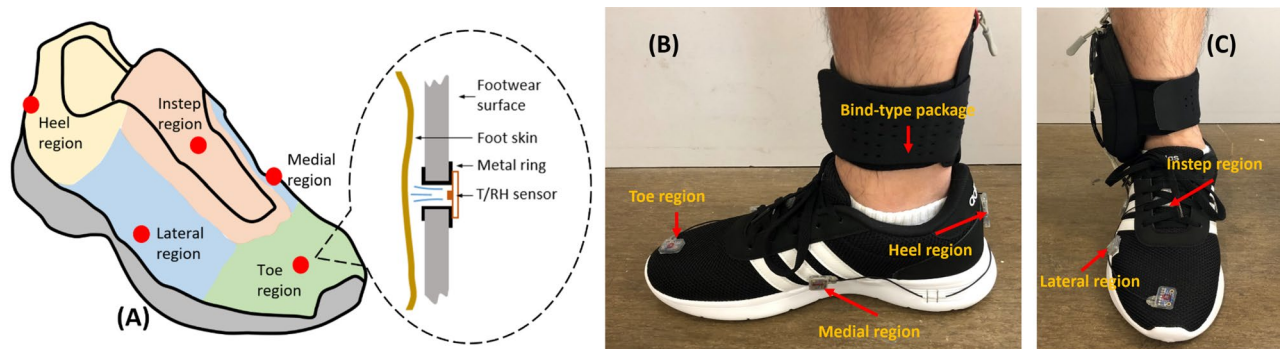 Heel
region
Instep
region
Medial
region
Lateral
region
Toe
region
(A)
Footwear
surface
Foot skin
Metal ring
T/RH sensor
(B)
Bind-type package
Toe region
Heel region
Medial region
(C)
Instep region
Lateral region